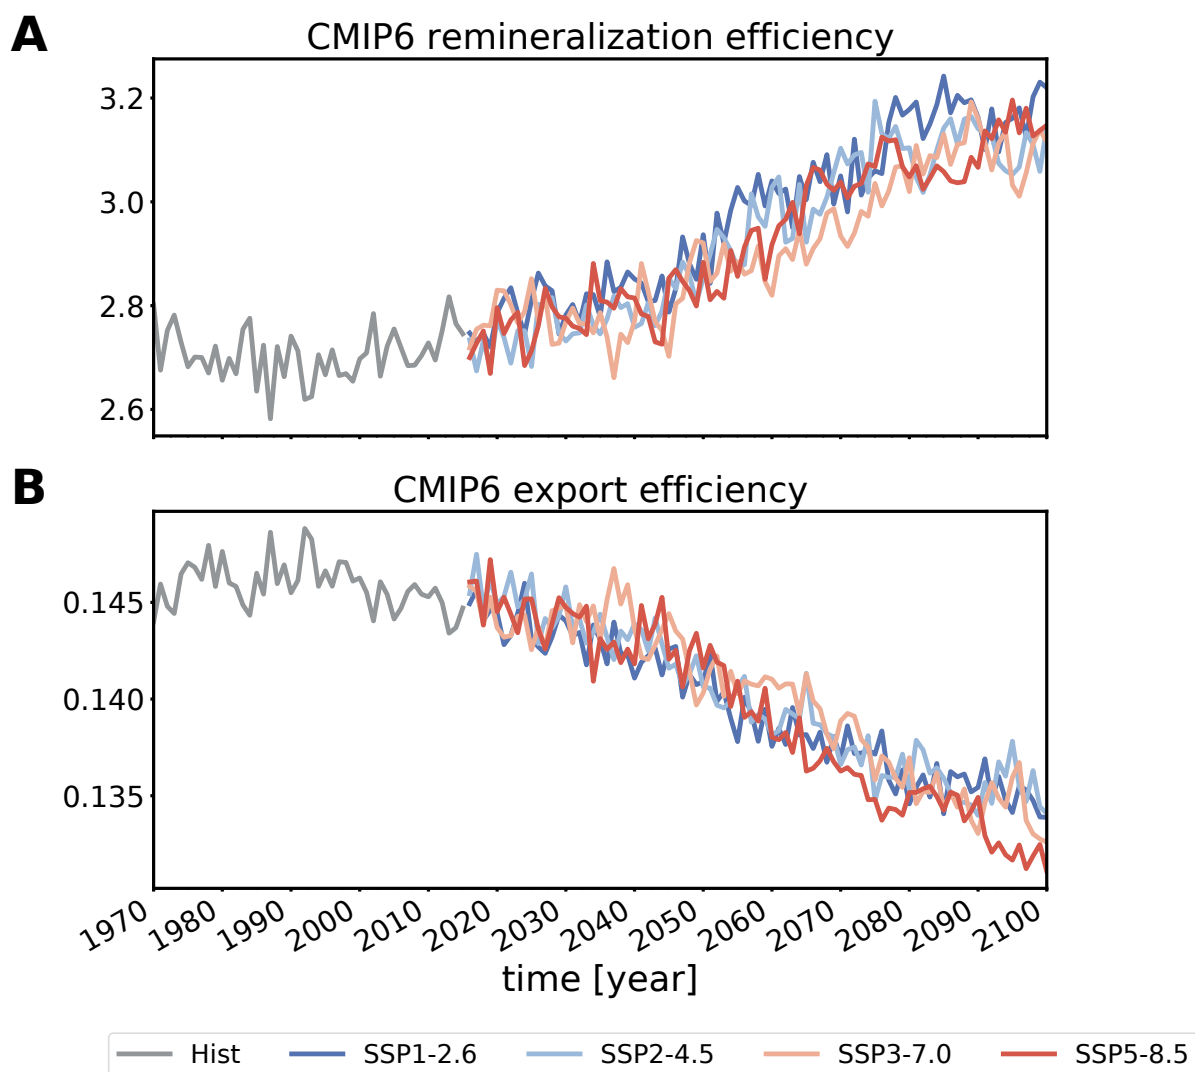 A
CMIP6 remineralization efficiency
3.2
3.0
2.8
2.6
B
CMIP6 export efficiency
0.145
0.140
0.135
1970 1980 1990 2000 2010 2020 2030 2040 2050 2060 2070 2080 2090 2100
time [year]
Hist SSP1-2.6 SSP2-4.5 SSP3-7.0 SSP5-8.5